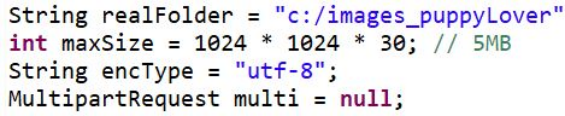 String realFolder = "c:/images_puppyLover"
int maxSize = 1024 * 1024 * 30; // 5MB
String encType = "utf-8";
MultipartRequest multi = null;